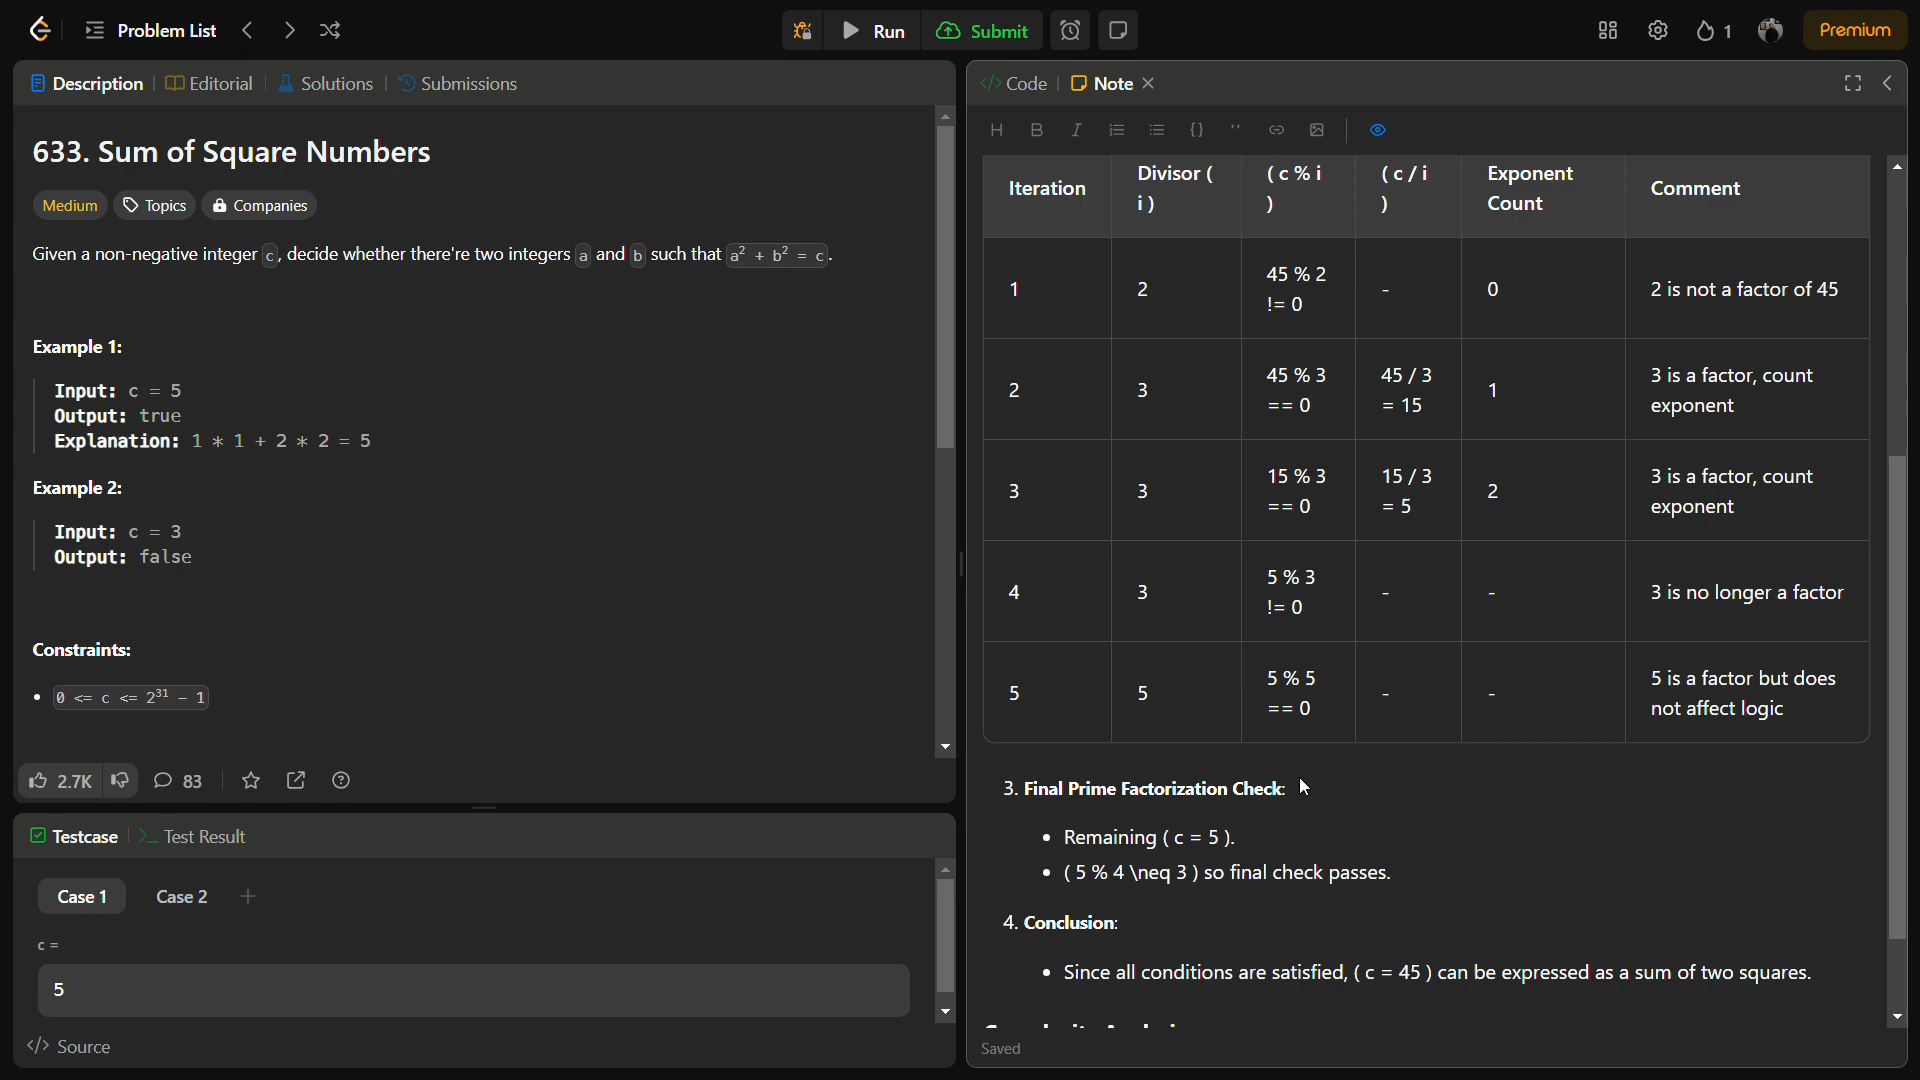 Problem List
Run
Submit
1
Premium
Description
Editorial
Solutions
Submissions
633. Sum of Square Numbers
Medium
Topics
Companies
Given a non-negative integer c, decide whether there're two integers a and b such that a² + b² = c.
Example 1:
Input: c = 5
Output: true
Explanation: 1 * 1 + 2 * 2 = 5
Example 2:
Input: c = 3
Output: false
Constraints:
• 0 <= c <= 2³¹ - 1
2.7K
83
Testcase
Test Result
Case 1
Case 2
c =
5
Source
Code
Note
Iteration
Divisor (
i )
( c % i
)
( c / i
)
Exponent
Count
Comment
1
2
45 % 2
!= 0
-
0
2 is not a factor of 45
2
3
45 % 3
== 0
45 / 3
= 15
1
3 is a factor, count
exponent
3
3
15 % 3
== 0
15 / 3
= 5
2
3 is a factor, count
exponent
4
3
5 % 3
!= 0
-
-
3 is no longer a factor
5
5
5 % 5
== 0
-
-
5 is a factor but does
not affect logic
3. Final Prime Factorization Check:
• Remaining ( c = 5 ).
• ( 5 % 4 \neq 3 ) so final check passes.
4. Conclusion:
• Since all conditions are satisfied, ( c = 45 ) can be expressed as a sum of two squares.
Saved